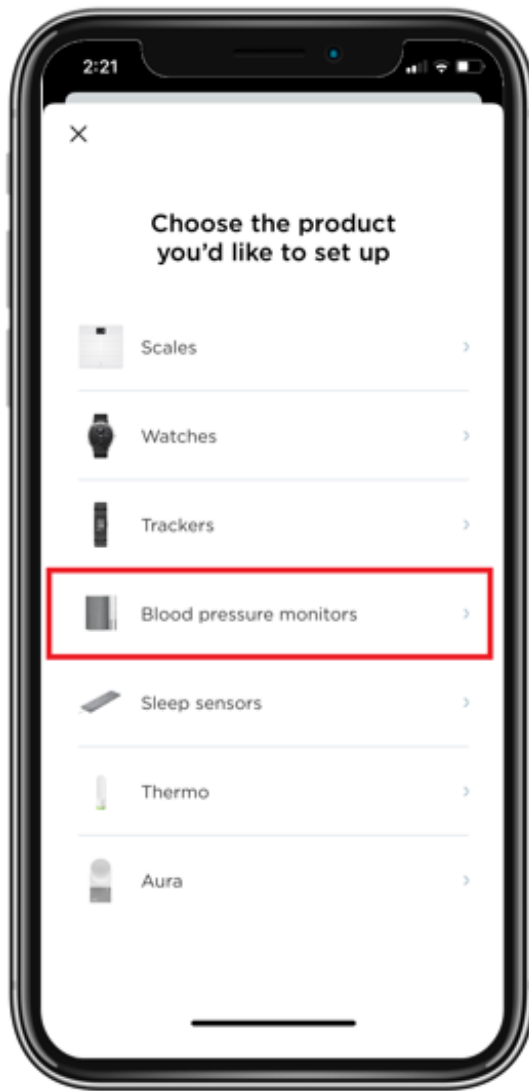 2:21
Choose the product
you’d like to set up
Scales
Watches
Trackers
Blood pressure monitors
Sleep sensors
Thermo
Aura